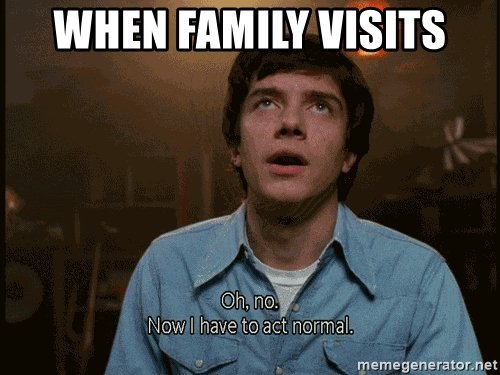 WHEN FAMILY VISITS
Oh, no.
Now I have to act normal.
memegenerator.net